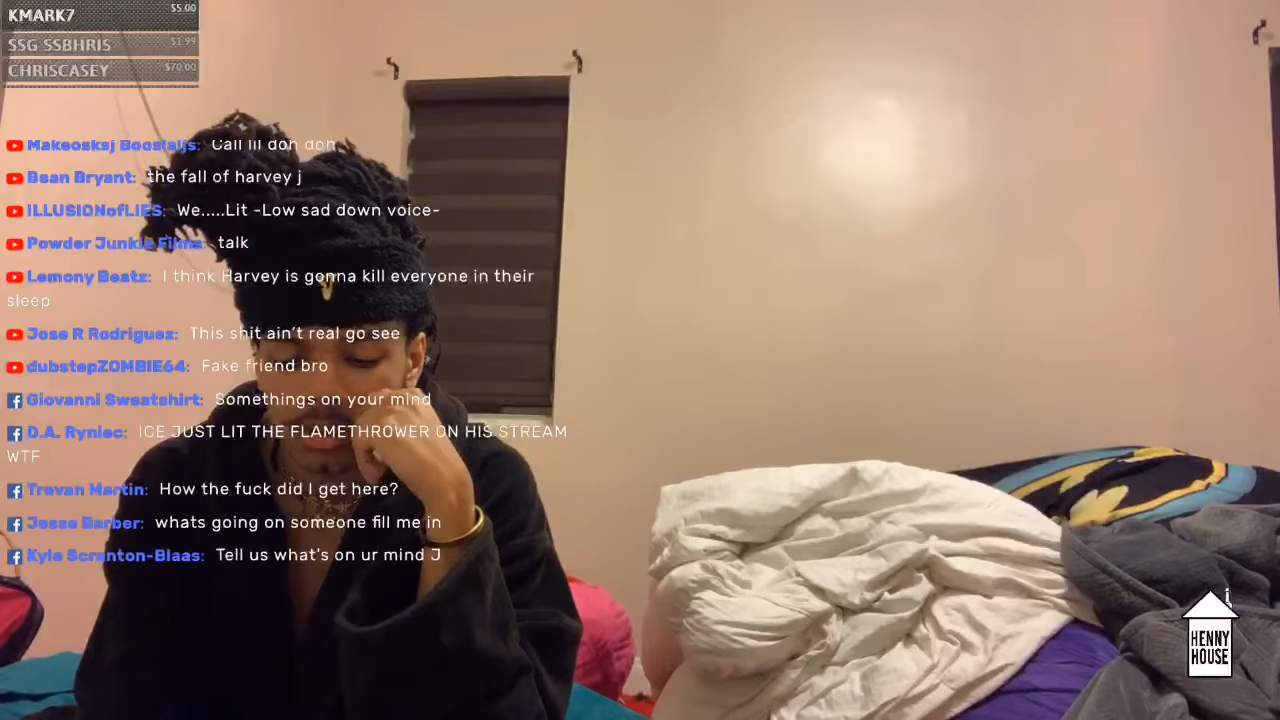 KMARK7 $5.00
SSG SSBHRIS $1.99
CHRISCASEY $70.00
Makeosksj Boosialjs: Call lil don don
Bean Bryant: the fall of harvey j
ILLUSIONofLIES: We.....Lit -Low sad down voice-
Powder Junkie Films: talk
Lemony Beatz: I think Harvey is gonna kill everyone in their
sleep
Jose R Rodriguez: This shit ain't real go see
dubstepZOMBIE64: Fake friend bro
Giovanni Sweatshirt: Somethings on your mind
D.A. Ryniec: ICE JUST LIT THE FLAMETHROWER ON HIS STREAM
WTF
Trevan Martin: How the fuck did I get here?
Jesse Barber: whats going on someone fill me in
Kyle Scranton-Blaas: Tell us what's on ur mind J
HENNY
HOUSE